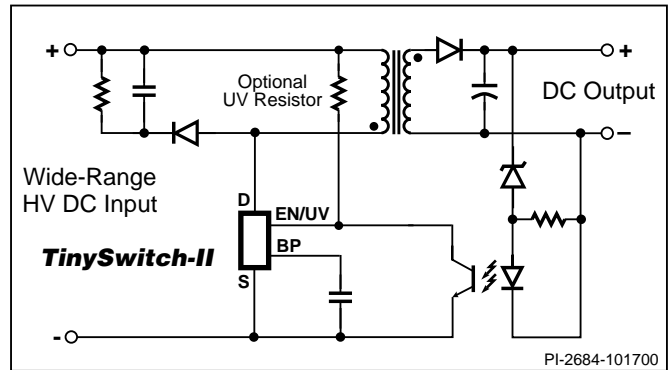 +
+
Optional
UV Resistor
DC Output
−
Wide-Range
HV DC Input
D
EN/UV
BP
TinySwitch-II
S
-
PI-2684-101700